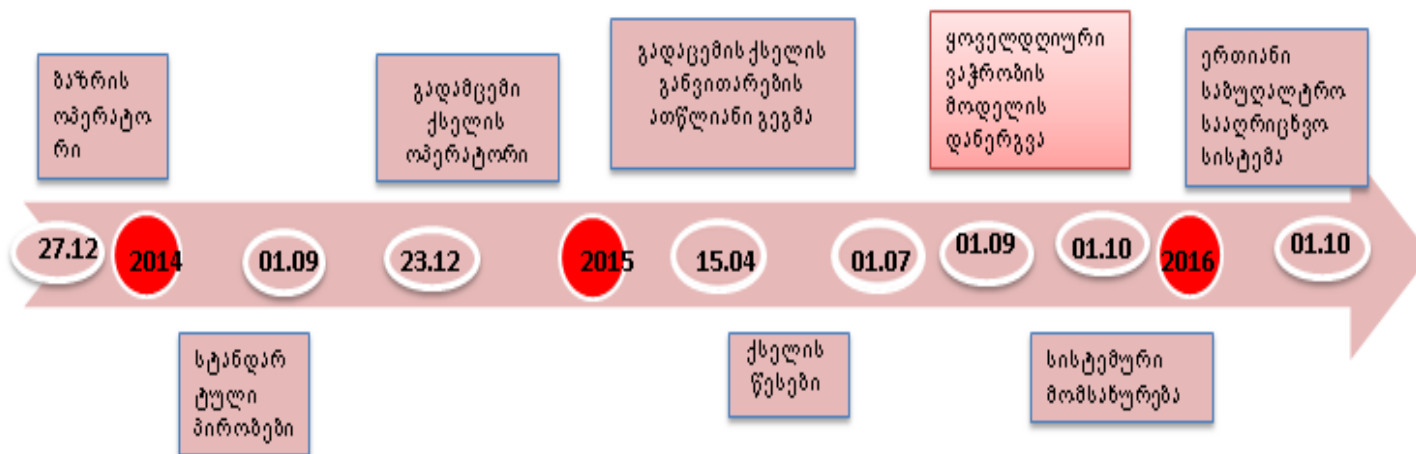 ბაზრის
ოპერატო
რი
გადამცემი
ქსელის
ოპერატორი
გადაცემის ქსელის
განვითარების
ათწლიანი გეგმა
ყოველდღიური
ვაჭრობის
მოდელის
დანერგვა
ერთიანი
საბუღალტრო
სააღრიცხვო
სისტემა
27.12
2014
01.09
23.12
2015
15.04
01.07
01.09
01.10
2016
01.10
სტანდარ
ტული
პირობები
ქსელის
წესები
სისტემური
მომსახურება